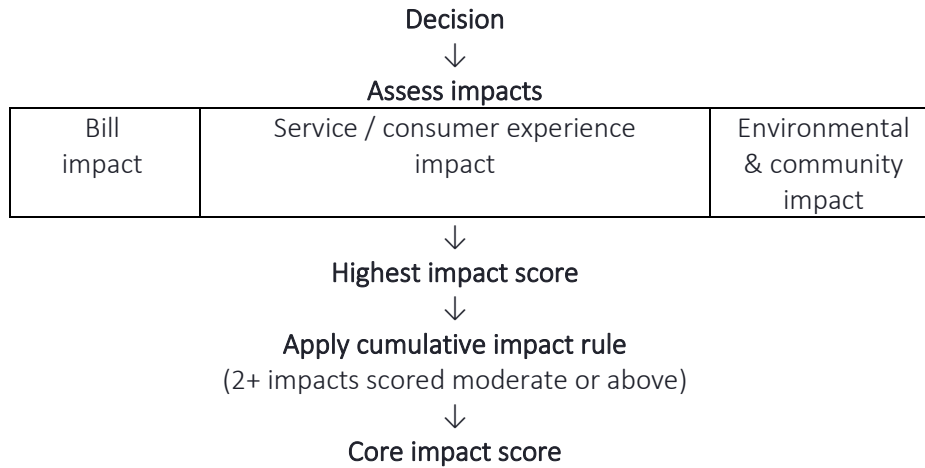 Decision
↓
Assess impacts
Bill
impact
Service / consumer experience
impact
Environmental
& community
impact
↓
Highest impact score
↓
Apply cumulative impact rule
(2+ impacts scored moderate or above)
↓
Core impact score